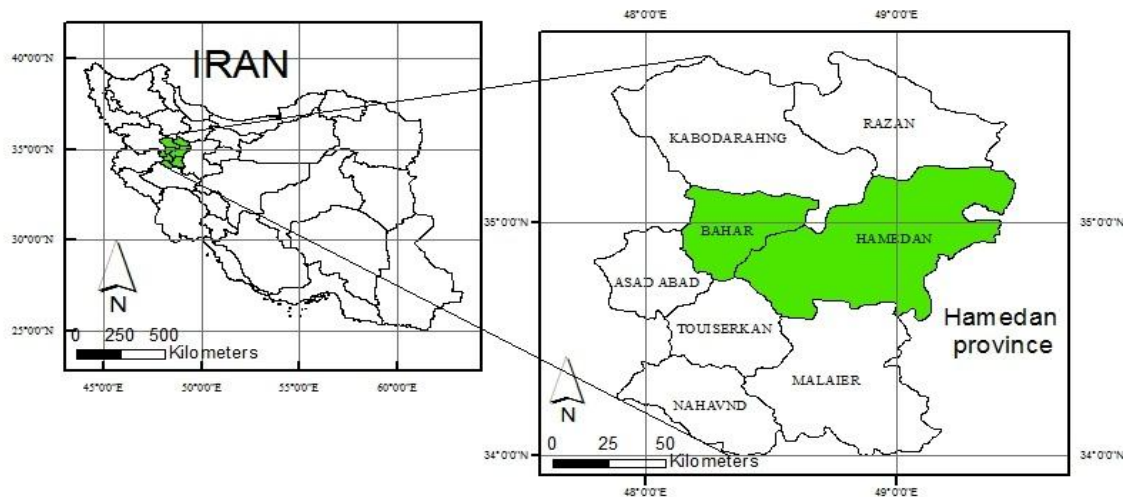 IRAN
40°0'0"N
35°0'0"N
30°0'0"N
25°0'0"N
N
0 250 500
Kilometers
45°0'0"E 50°0'0"E 55°0'0"E 60°0'0"E
48°0'0"E 49°0'0"E
KABODARAHNG
RAZAN
35°0'0"N 35°0'0"N
BAHAR
HAMEDAN
ASAD ABAD
TOUISERKAN
Hamedan
province
MALAIER
NAHAVND
N
0 25 50
Kilometers
34°0'0"N 34°0'0"N
48°0'0"E 49°0'0"E